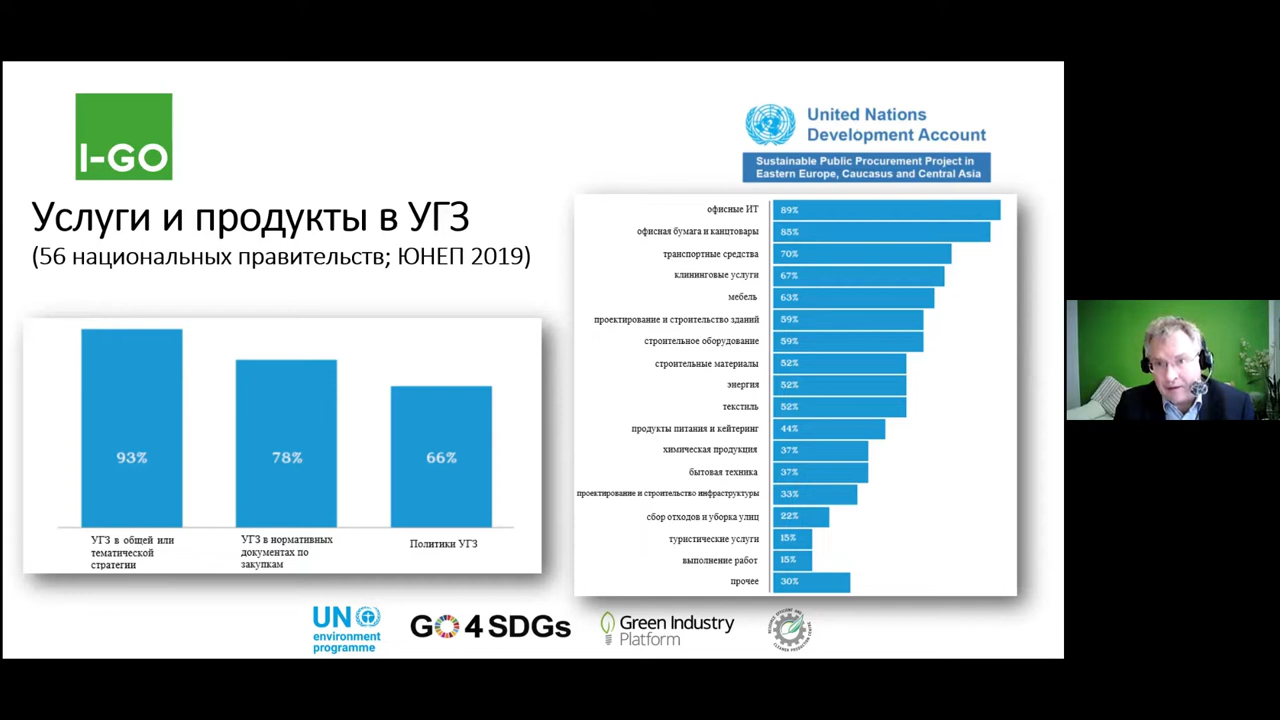 I-GO
United Nations
Development Account
Sustainable Public Procurement Project in
Eastern Europe, Caucasus and Central Asia
Услуги и продукты в УГЗ
(56 национальных правительств; ЮНЕП 2019)
93%
78%
66%
УГЗ в общей или
тематической
стратегии
УГЗ в нормативных
документах по
закупкам
Политики УГЗ
офисные ИТ 89%
офисная бумага и канцтовары 85%
транспортные средства 70%
клининговые услуги 67%
мебель 63%
проектирование и строительство зданий 59%
строительное оборудование 59%
строительные материалы 52%
энергия 52%
текстиль 52%
продукты питания и кейтеринг 44%
химическая продукция 37%
бытовая техника 37%
проектирование и строительство инфраструктуры 33%
сбор отходов и уборка улиц 22%
туристические услуги 15%
выполнение работ 15%
прочее 30%
UN
environment
programme
GO4SDGs
Green Industry
Platform